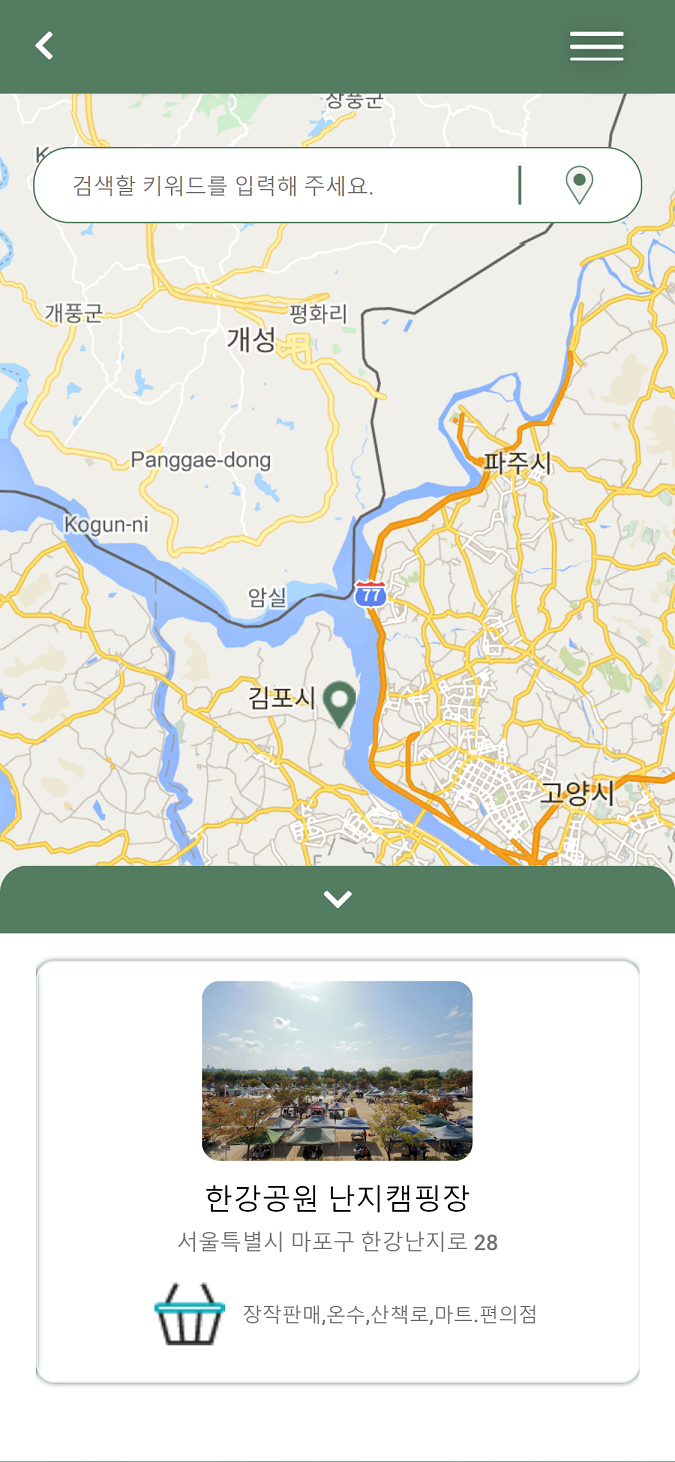 장풍군
검색할 키워드를 입력해 주세요.
개풍군
평화리
개성
Panggae-dong
파주시
Kogun-ni
암실
77
김포시
고양시
한강공원 난지캠핑장
서울특별시 마포구 한강난지로 28
장작판매,온수,산책로,마트.편의점